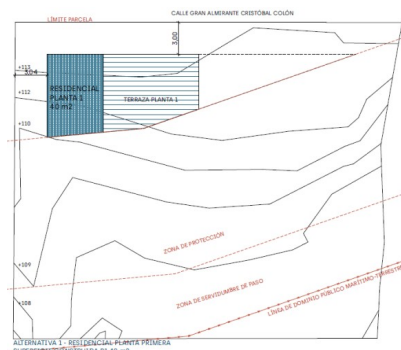 CALLE GRAN ALMIRANTE CRISTÓBAL COLÓN
LÍMITE PARCELA
3,00
+113
3,04
RESIDENCIAL
PLANTA 1
40 m2
TERRAZA PLANTA 1
+112
+110
ZONA DE PROTECCIÓN
+109
ZONA DE SERVIDUMBRE DE PASO
LÍNEA DE DOMINIO PÚBLICO MARÍTIMO-TERRESTRE
+108
ALTERNATIVA 1 - RESIDENCIAL PLANTA PRIMERA